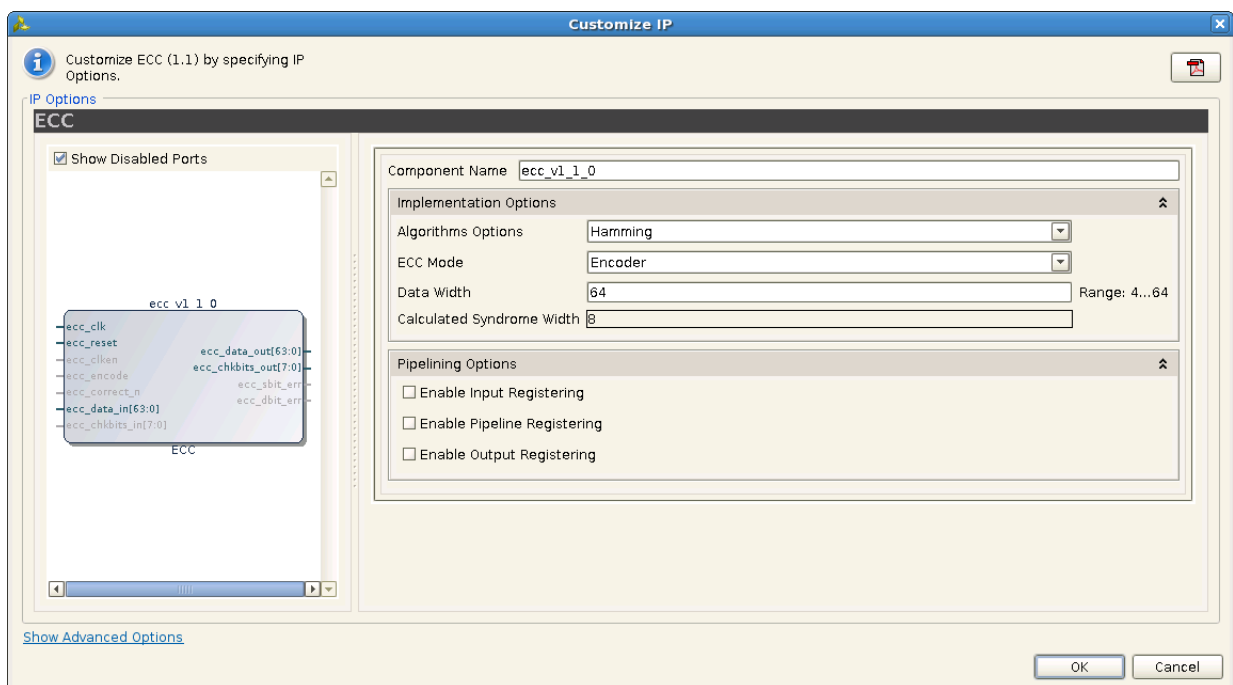 Customize IP
Customize ECC (1.1) by specifying IP
Options.
IP Options
ECC
Show Disabled Ports
ecc_v1_1_0
ecc_clk
ecc_reset
ecc_clken
ecc_encode
ecc_correct_n
ecc_data_in[63:0]
ecc_chkbits_in[7:0]
ecc_data_out[63:0]
ecc_chkbits_out[7:0]
ecc_sbit_err
ecc_dbit_err
ECC
Component Name ecc_v1_1_0
Implementation Options
Algorithms Options Hamming
ECC Mode Encoder
Data Width 64 Range: 4...64
Calculated Syndrome Width 8
Pipelining Options
Enable Input Registering
Enable Pipeline Registering
Enable Output Registering
Show Advanced Options
OK Cancel